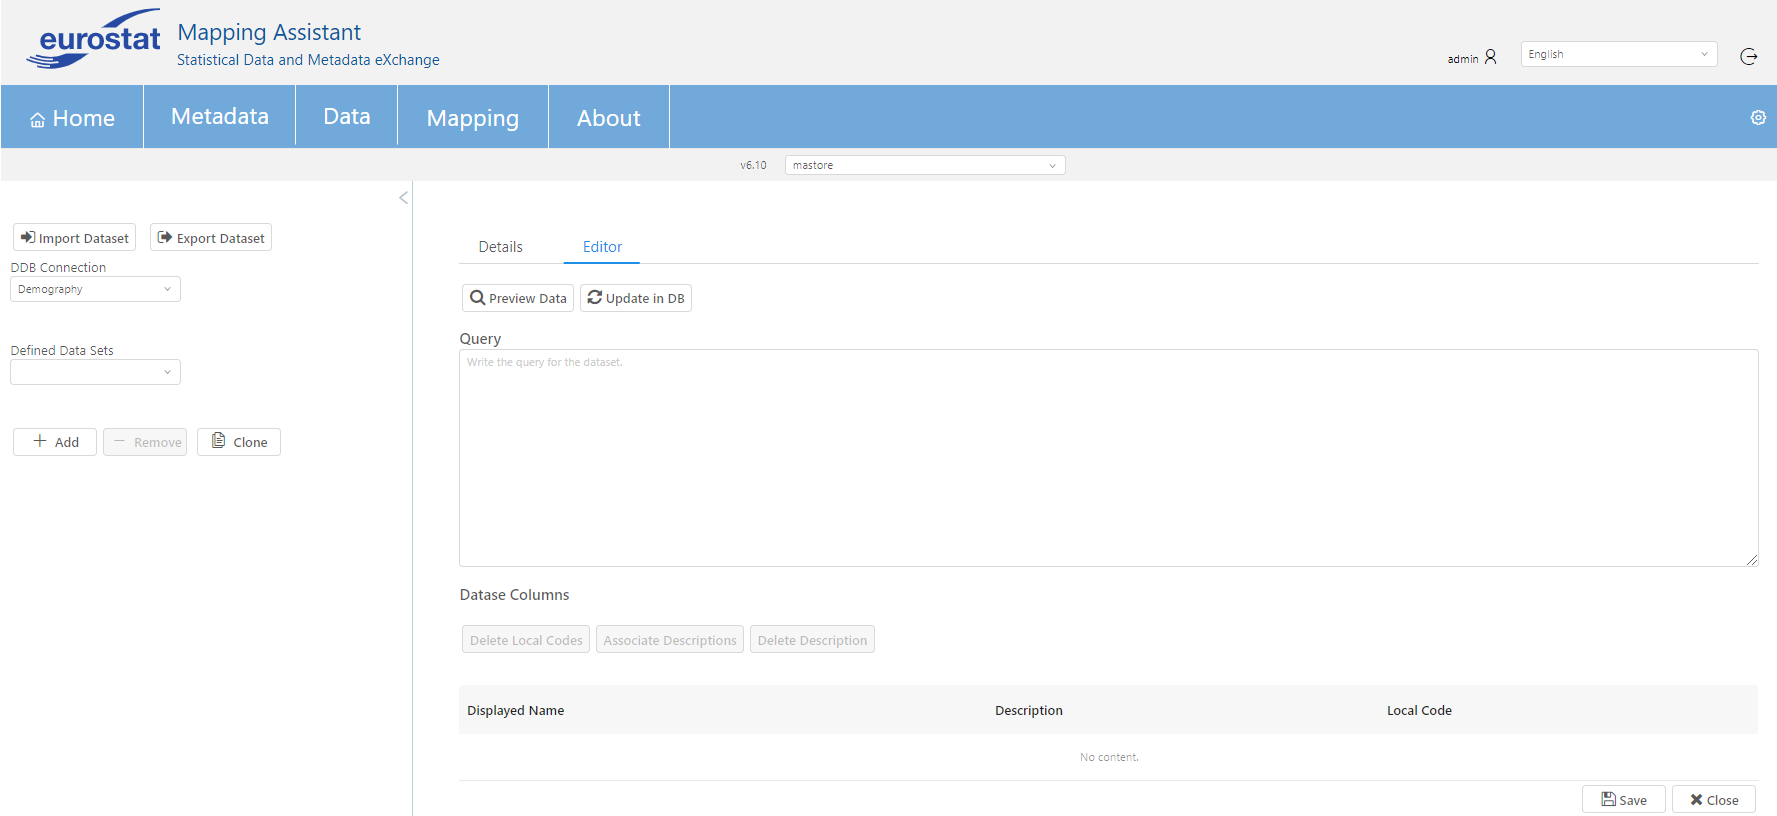 eurostat
Mapping Assistant
Statistical Data and Metadata eXchange
admin
English
Home
Metadata
Data
Mapping
About
v6.10
mastore
Import Dataset
Export Dataset
DDB Connection
Demography
Defined Data Sets
Add
Remove
Clone
Details
Editor
Preview Data
Update in DB
Query
Write the query for the dataset.
Datase Columns
Delete Local Codes
Associate Descriptions
Delete Description
Displayed Name
Description
Local Code
No content.
Save
Close